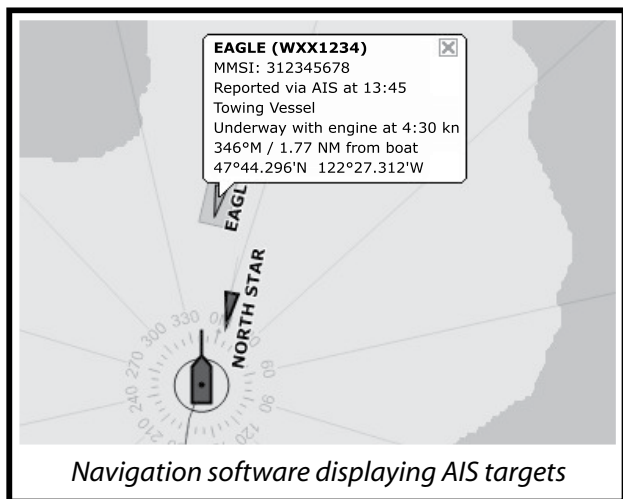 EAGLE (WXX1234)
MMSI: 312345678
Reported via AIS at 13:45
Towing Vessel
Underway with engine at 4:30 kn
346°M / 1.77 NM from boat
47°44.296'N 122°27.312'W
EAGL
NORTH STAR
330
300
270
240
210
60
90
120
Navigation software displaying AIS targets